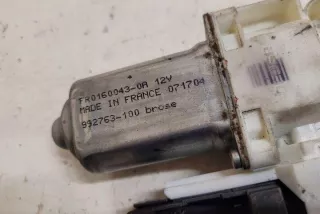 TR0160043-0A 12V
MADE IN FRANCE 071704
992763-100 brose